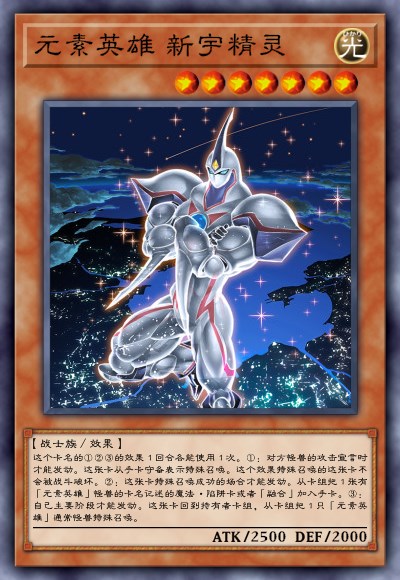 元素英雄 新宇精灵
光
【战士族/效果】
这个卡名的①②③的效果1回合各能使用1次。①：对方怪兽的攻击宣言时
才能发动。这张卡从手卡守备表示特殊召唤。这个效果特殊召唤的这张卡不
会被战斗破坏。②：这张卡特殊召唤成功的场合才能发动。从卡组把1张有
「元素英雄」怪兽的卡名记述的魔法·陷阱卡或者「融合」加入手卡。③：
自己主要阶段才能发动。这张卡回到持有者卡组，从卡组把1只「元素英
雄」通常怪兽特殊召唤。
ATK/2500 DEF/2000